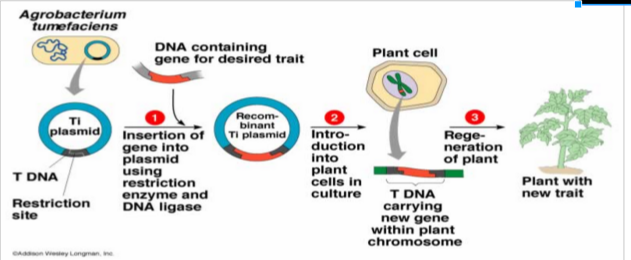 Agrobacterium
tumefaciens
DNA containing
gene for desired trait
Plant cell
Ti
plasmid
1
Insertion of
gene into
plasmid
using
restriction
enzyme and
DNA ligase
Recom-
binant
Ti plasmid
2
Intro-
duction
into
plant
cells in
culture
3
Rege-
neration
of plant
T DNA
Restriction
site
T DNA
carrying
new gene
within plant
chromosome
Plant with
new trait
©Addison Wesley Longman, Inc.